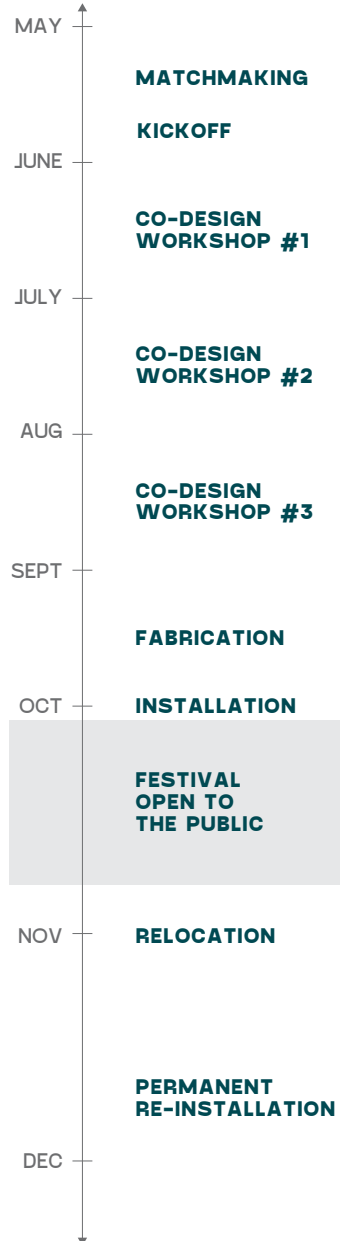 MAY
MATCHMAKING
KICKOFF
JUNE
CO-DESIGN
WORKSHOP #1
JULY
CO-DESIGN
WORKSHOP #2
AUG
CO-DESIGN
WORKSHOP #3
SEPT
FABRICATION
OCT
INSTALLATION
FESTIVAL
OPEN TO
THE PUBLIC
NOV
RELOCATION
PERMANENT
RE-INSTALLATION
DEC